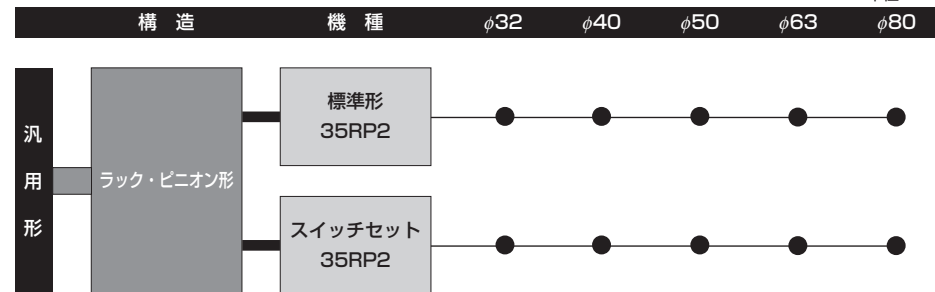 構 造 機 種 φ32 φ40 φ50 φ63 φ80
汎用形
ラック・ピニオン形
標準形
35RP2
スイッチセット
35RP2